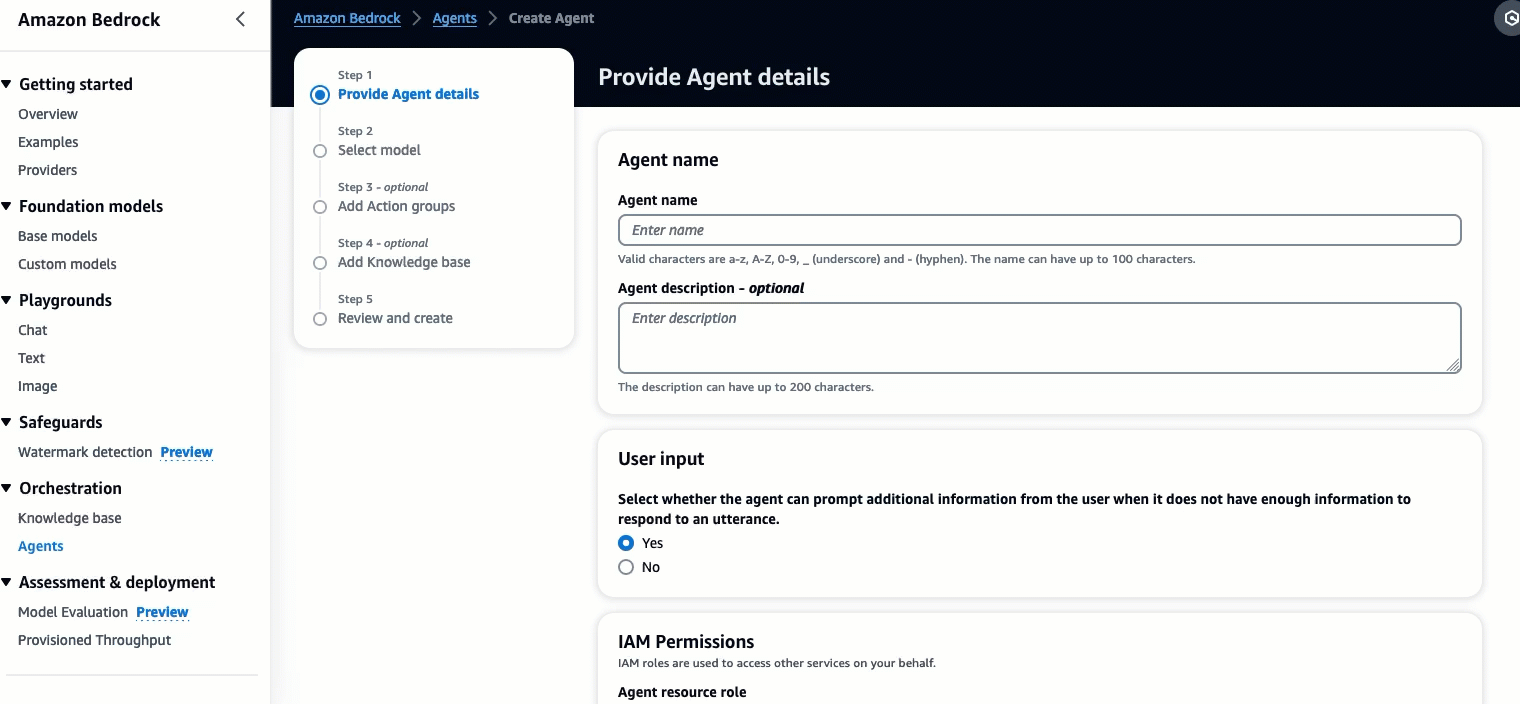 Amazon Bedrock
Getting started
Overview
Examples
Providers
Foundation models
Base models
Custom models
Playgrounds
Chat
Text
Image
Safeguards
Watermark detection Preview
Orchestration
Knowledge base
Agents
Assessment & deployment
Model Evaluation Preview
Provisioned Throughput
Amazon Bedrock > Agents > Create Agent
Step 1
Provide Agent details
Step 2
Select model
Step 3 - optional
Add Action groups
Step 4 - optional
Add Knowledge base
Step 5
Review and create
Provide Agent details
Agent name
Agent name
Enter name
Valid characters are a-z, A-Z, 0-9, _ (underscore) and - (hyphen). The name can have up to 100 characters.
Agent description - optional
Enter description
The description can have up to 200 characters.
User input
Select whether the agent can prompt additional information from the user when it does not have enough information to
respond to an utterance.
Yes
No
IAM Permissions
IAM roles are used to access other services on your behalf.
Agent resource role